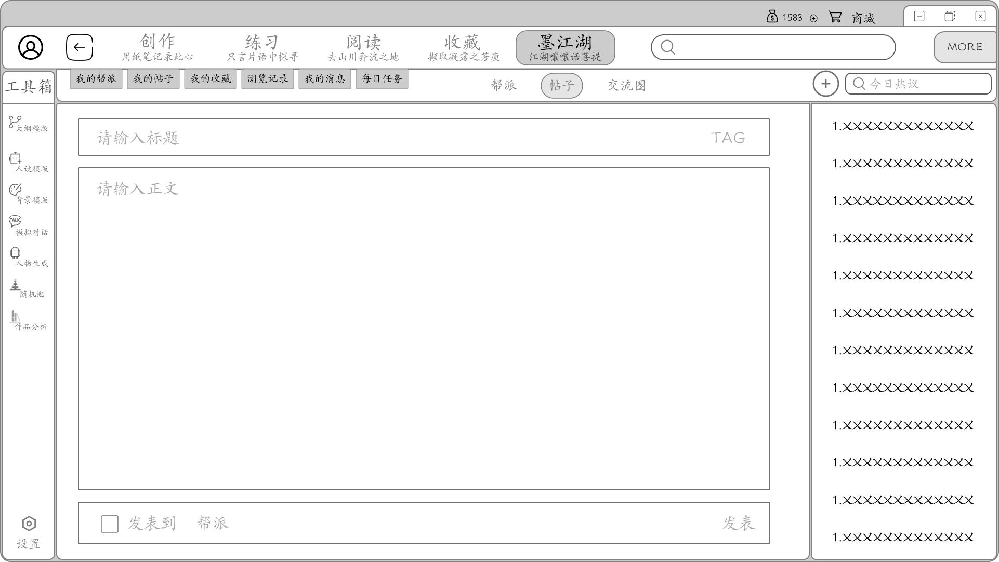 1583 商城
创作 练习 阅读 收藏 墨江湖
用纸笔记录此心 只言片语中探寻 去山川奔流之地 撷取凝露之芳庾 江湖嚷嚷话菩提
MORE
工具箱
我的帮派 我的帖子 我的收藏 浏览记录 我的消息 每日任务
帮派 帖子 交流圈
今日热议
大纲模版
人设模版
背景模版
TALK
模拟对话
人物生成
随机池
作品分析
设置
请输入标题 TAG
请输入正文
发表到 帮派 发表
1.XXXXXXXXXXXXX
1.XXXXXXXXXXXXX
1.XXXXXXXXXXXXX
1.XXXXXXXXXXXXX
1.XXXXXXXXXXXXX
1.XXXXXXXXXXXXX
1.XXXXXXXXXXXXX
1.XXXXXXXXXXXXX
1.XXXXXXXXXXXXX
1.XXXXXXXXXXXXX
1.XXXXXXXXXXXXX
1.XXXXXXXXXXXXX